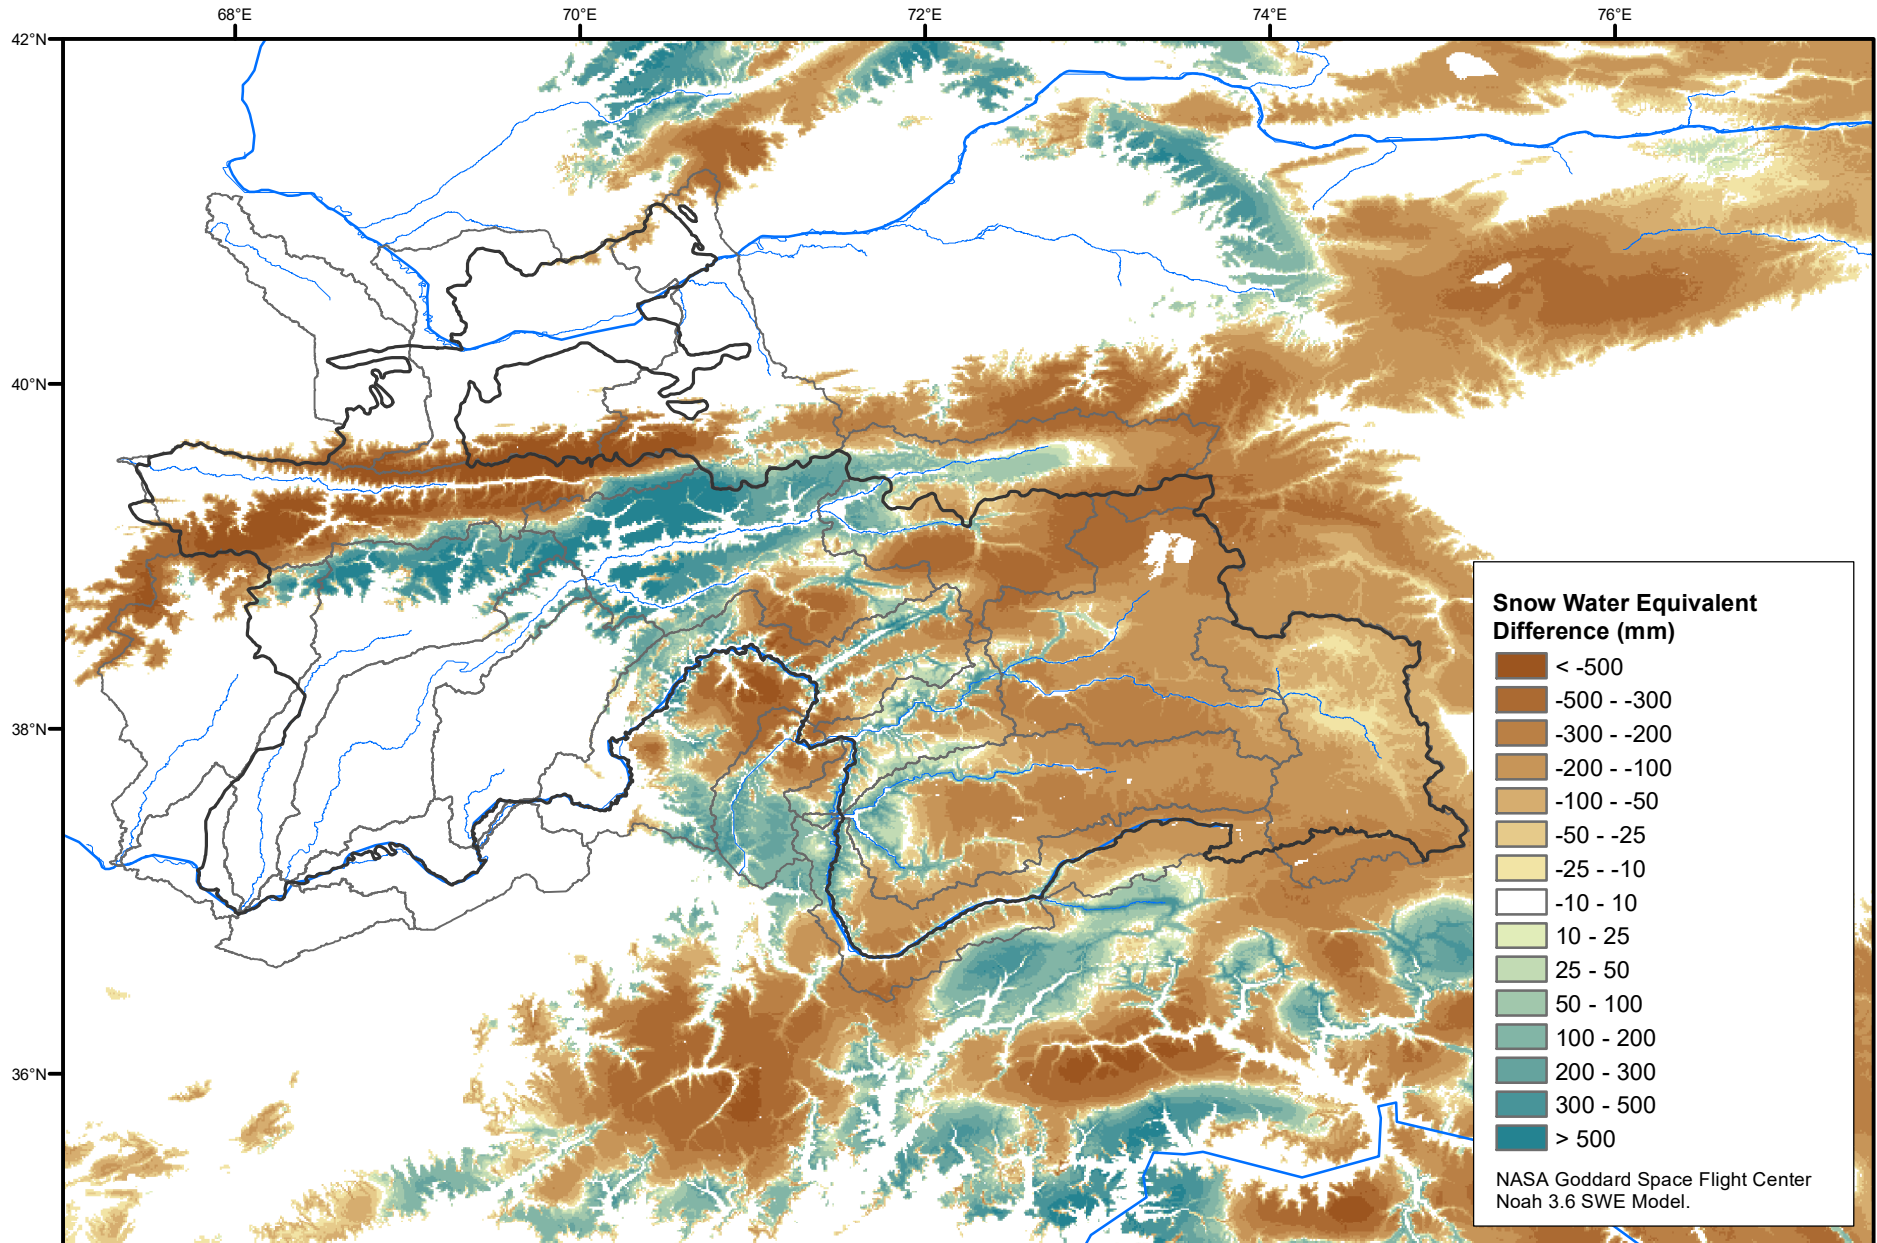 68°E 70°E 72°E 74°E 76°E
42°N
40°N
38°N
36°N
Snow Water Equivalent
Difference (mm)
< -500
-500 - -300
-300 - -200
-200 - -100
-100 - -50
-50 - -25
-25 - -10
-10 - 10
10 - 25
25 - 50
50 - 100
100 - 200
200 - 300
300 - 500
> 500
NASA Goddard Space Flight Center
Noah 3.6 SWE Model.